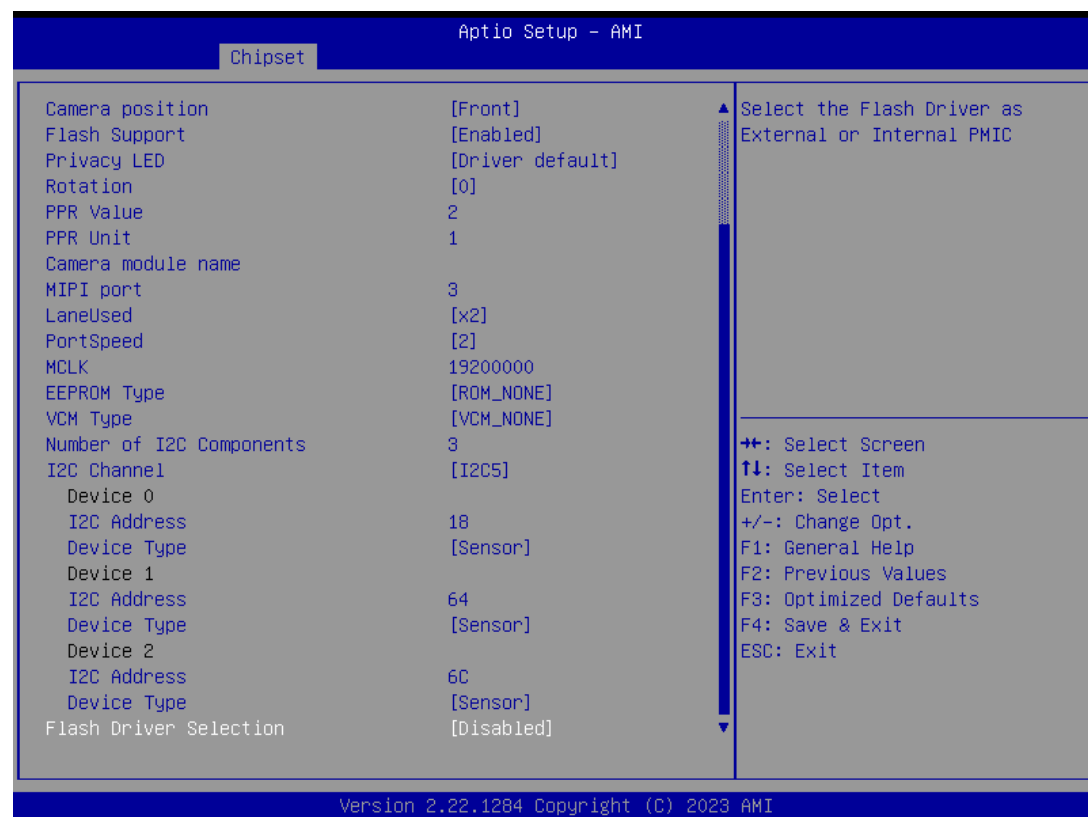 Aptio Setup – AMI
Chipset
Camera position [Front]
Flash Support [Enabled]
Privacy LED [Driver default]
Rotation [0]
PPR Value 2
PPR Unit 1
Camera module name
MIPI port 3
LaneUsed [x2]
PortSpeed [2]
MCLK 19200000
EEPROM Type [ROM_NONE]
VCM Type [VCM_NONE]
Number of I2C Components 3
I2C Channel [I2C5]
Device 0
I2C Address 18
Device Type [Sensor]
Device 1
I2C Address 64
Device Type [Sensor]
Device 2
I2C Address 6C
Device Type [Sensor]
Flash Driver Selection [Disabled]
Select the Flash Driver as
External or Internal PMIC
→←: Select Screen
↑↓: Select Item
Enter: Select
+/-: Change Opt.
F1: General Help
F2: Previous Values
F3: Optimized Defaults
F4: Save & Exit
ESC: Exit
Version 2.22.1284 Copyright (C) 2023 AMI